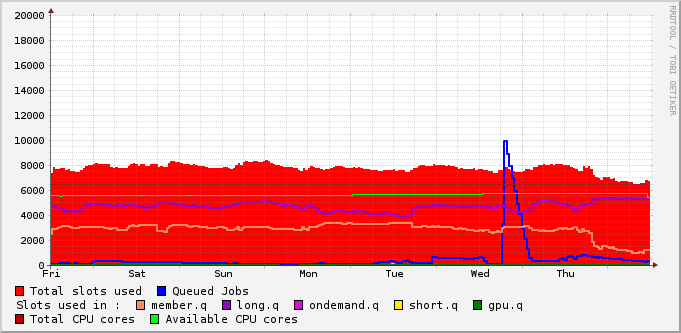 20000
18000
16000
14000
12000
10000
8000
6000
4000
2000
0
Fri Sat Sun Mon Tue Wed Thu
Total slots used Queued Jobs
Slots used in : member.q long.q ondemand.q short.q gpu.q
Total CPU cores Available CPU cores
RRDTOOL / TOBI OETIKER